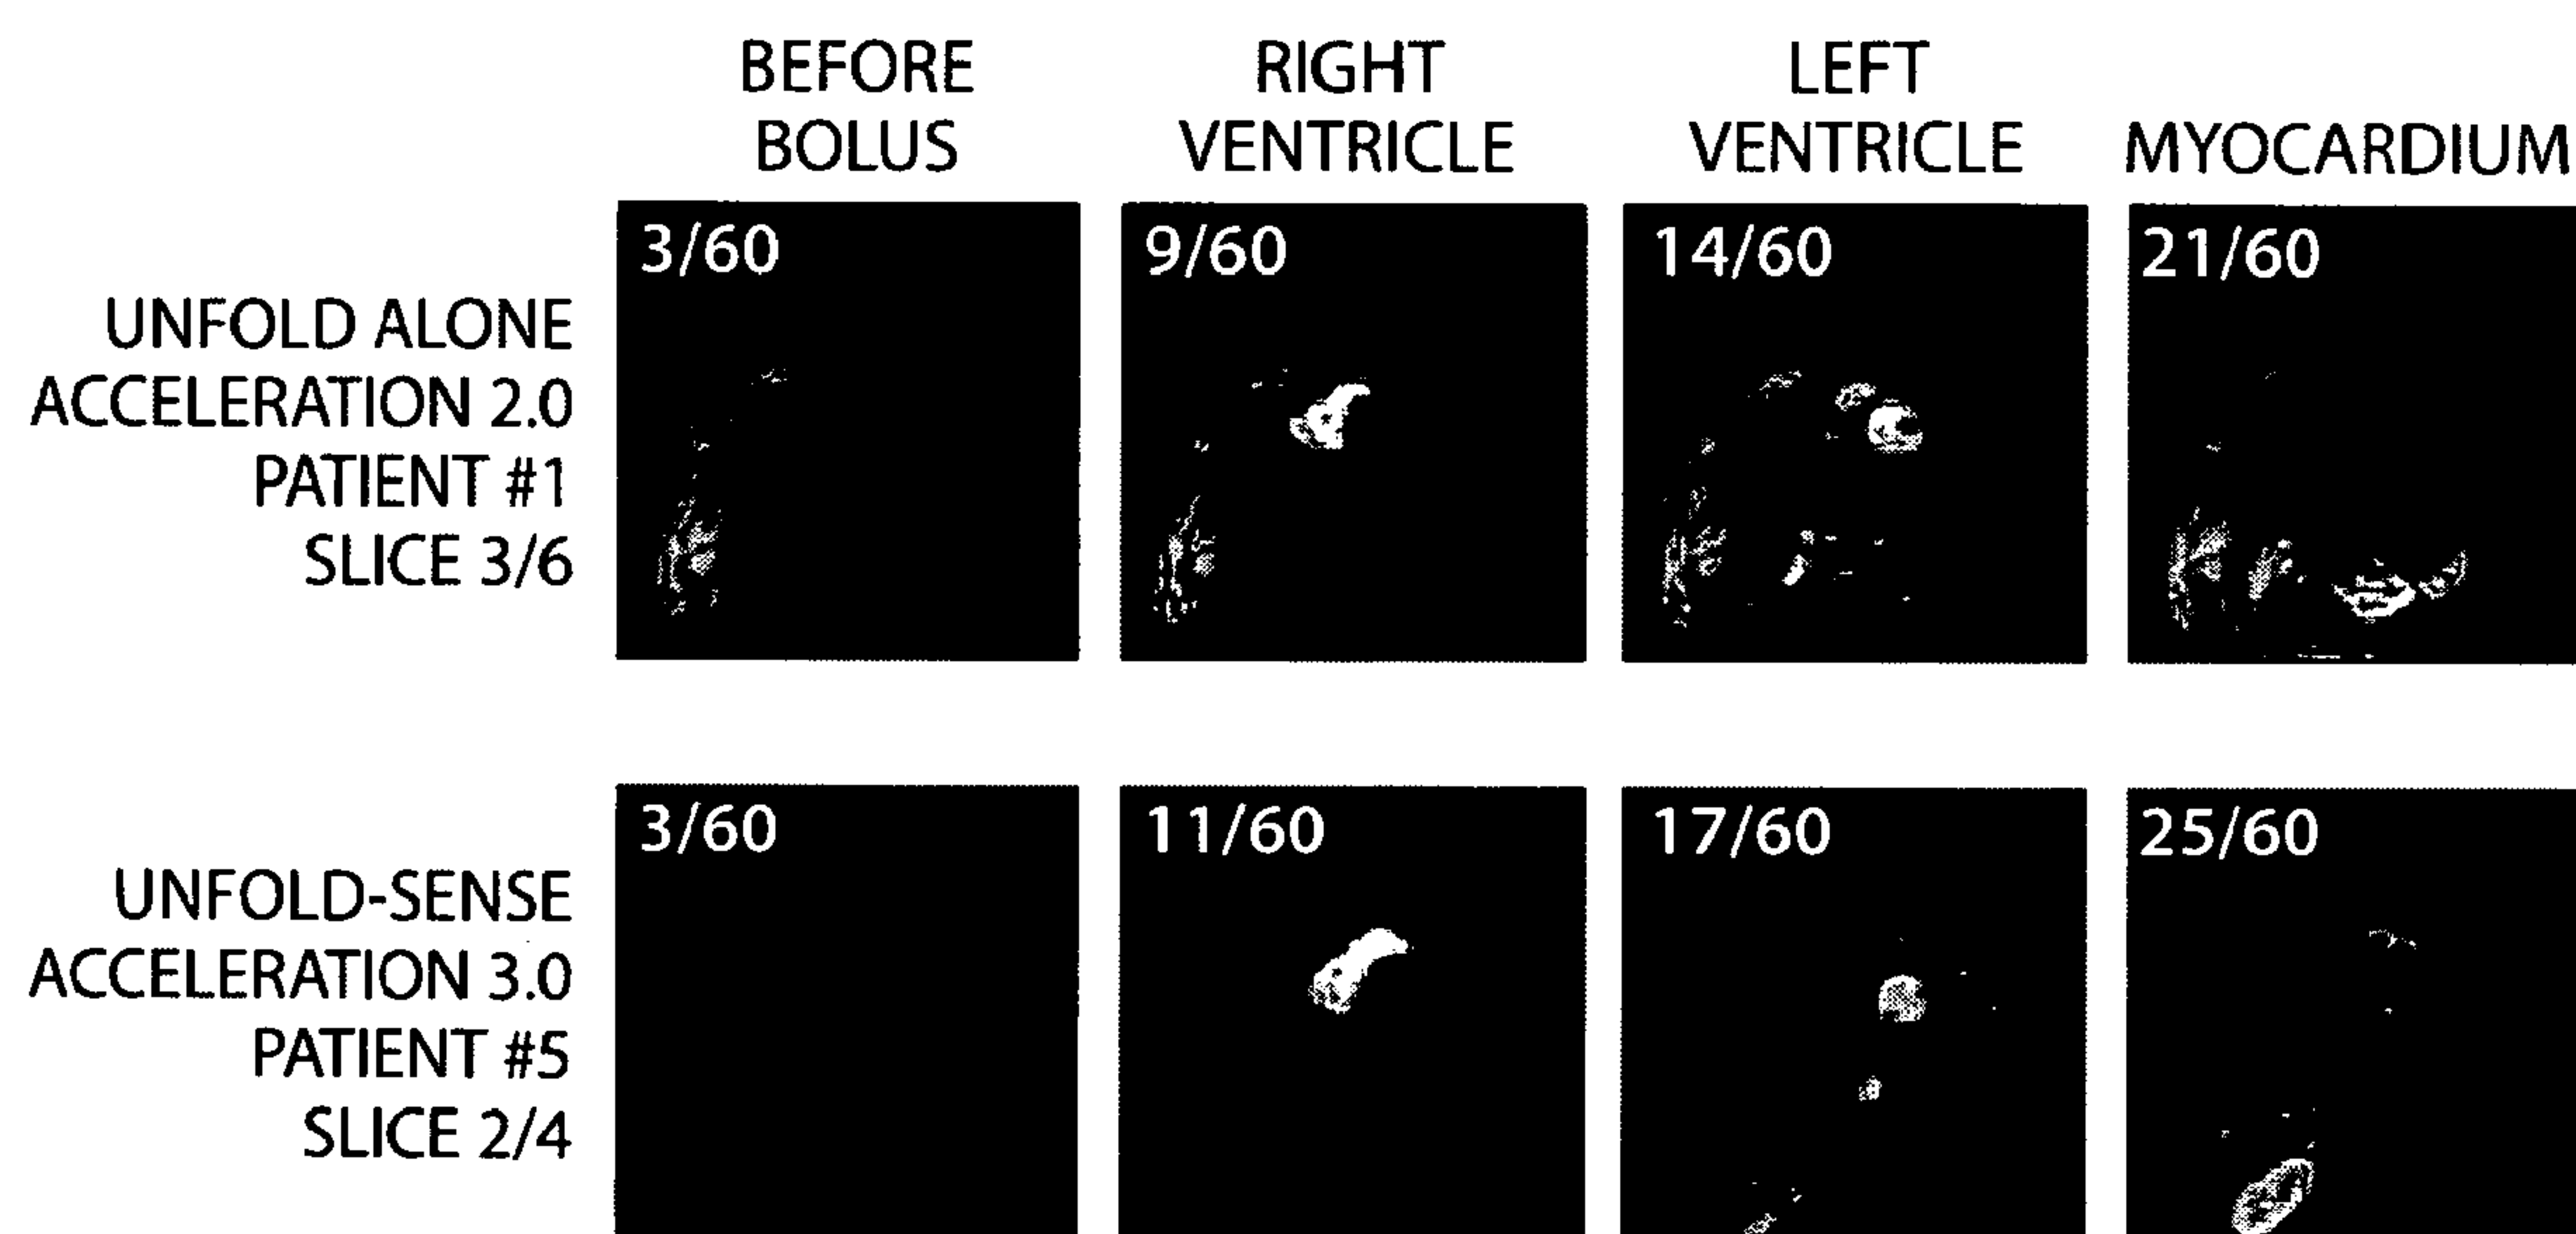 BEFORE BOLUS
RIGHT VENTRICLE
LEFT VENTRICLE
MYOCARDIUM
UNFOLD ALONE
ACCELERATION 2.0
PATIENT #1
SLICE 3/6
3/60
9/60
14/60
21/60
UNFOLD-SENSE
ACCELERATION 3.0
PATIENT #5
SLICE 2/4
3/60
11/60
17/60
25/60